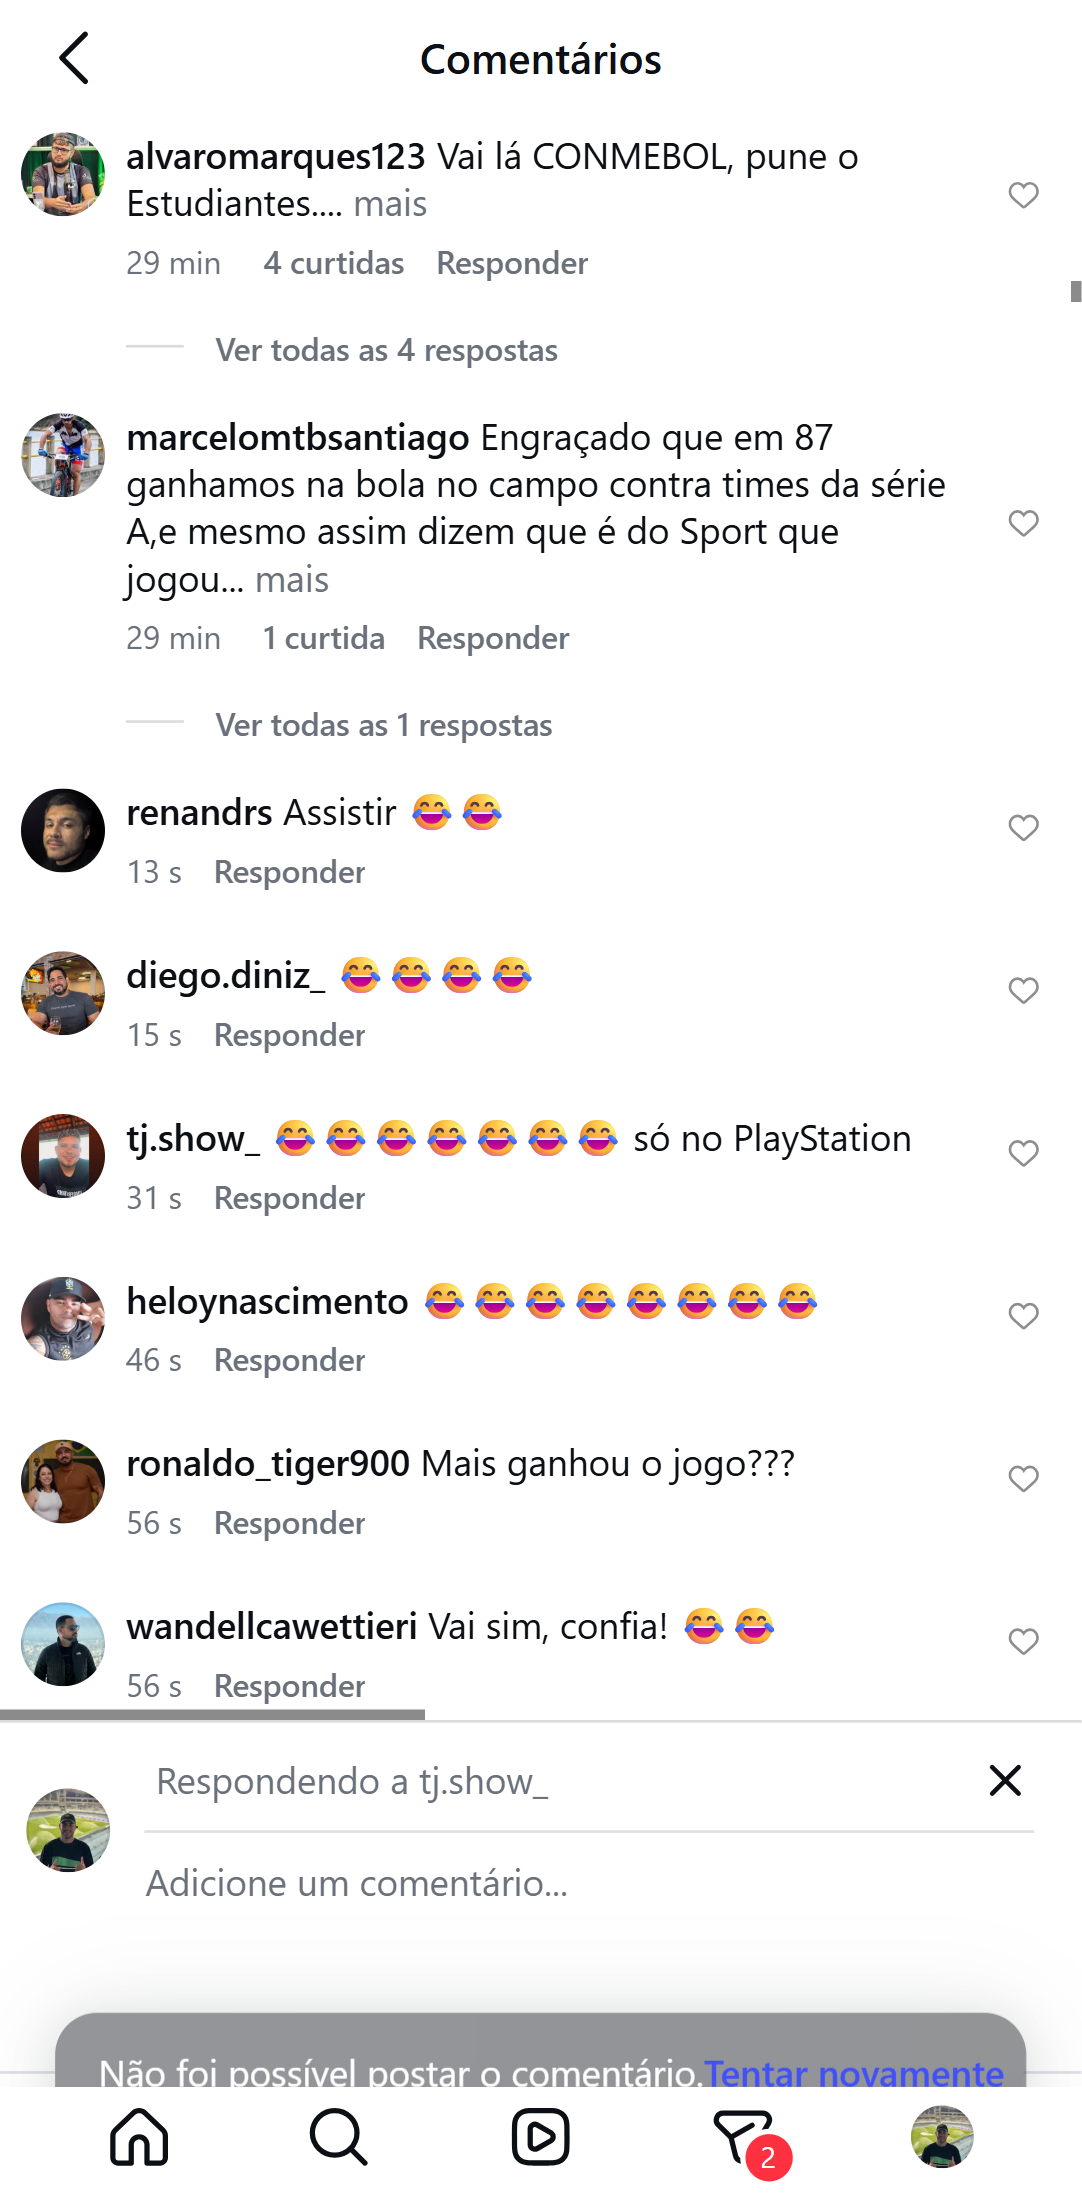 Comentários
alvaromarques123 Vai lá CONMEBOL, pune o
Estudiantes.... mais
29 min 4 curtidas Responder
Ver todas as 4 respostas
marcelomtbsantiago Engraçado que em 87
ganhamos na bola no campo contra times da série
A,e mesmo assim dizem que é do Sport que
jogou... mais
29 min 1 curtida Responder
Ver todas as 1 respostas
renandrs Assistir 😂😂
13 s Responder
diego.diniz_ 😂😂😂😂
15 s Responder
tj.show_ 😂😂😂😂😂😂😂 só no PlayStation
31 s Responder
heloynascimento 😂😂😂😂😂😂😂😂
46 s Responder
ronaldo_tiger900 Mais ganhou o jogo???
56 s Responder
wandellcawettieri Vai sim, confia! 😂😂
56 s Responder
Respondendo a tj.show_
Adicione um comentário...
Não foi possível postar o comentário.Tentar novamente
2